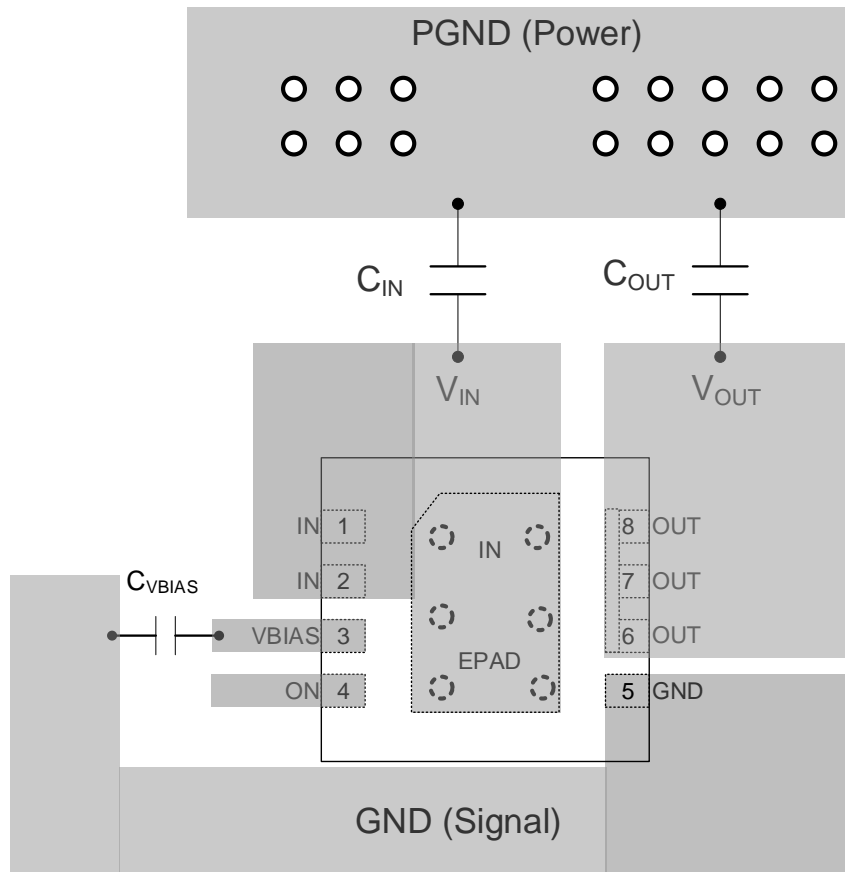 PGND (Power)
CIN
COUT
VIN
VOUT
IN 1
8 OUT
IN
IN 2
7 OUT
CVBIAS
VBIAS 3
6 OUT
EPAD
ON 4
5 GND
GND (Signal)